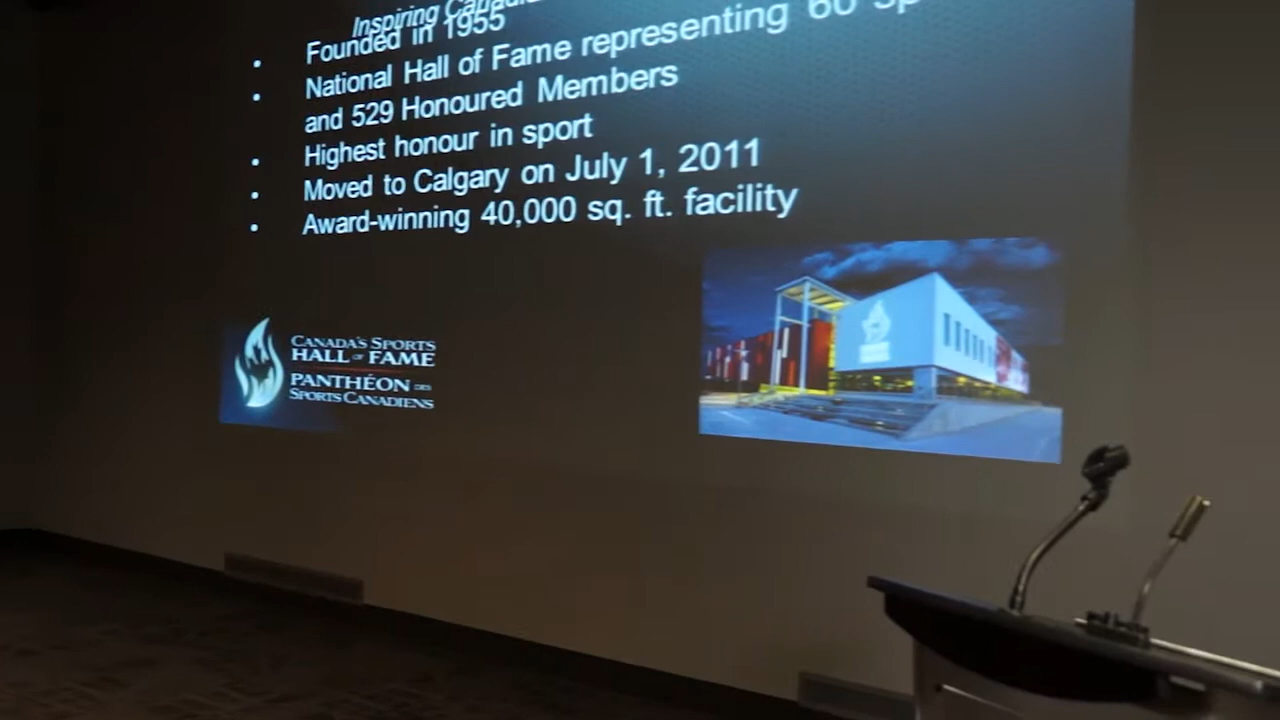 Inspiring
Founded in 1955
National Hall of Fame representing 60
and 529 Honoured Members
Highest honour in sport
Moved to Calgary on July 1, 2011
Award-winning 40,000 sq. ft. facility
CANADA'S SPORTS
HALL OF FAME
PANTHÉON DES
SPORTS CANADIENS